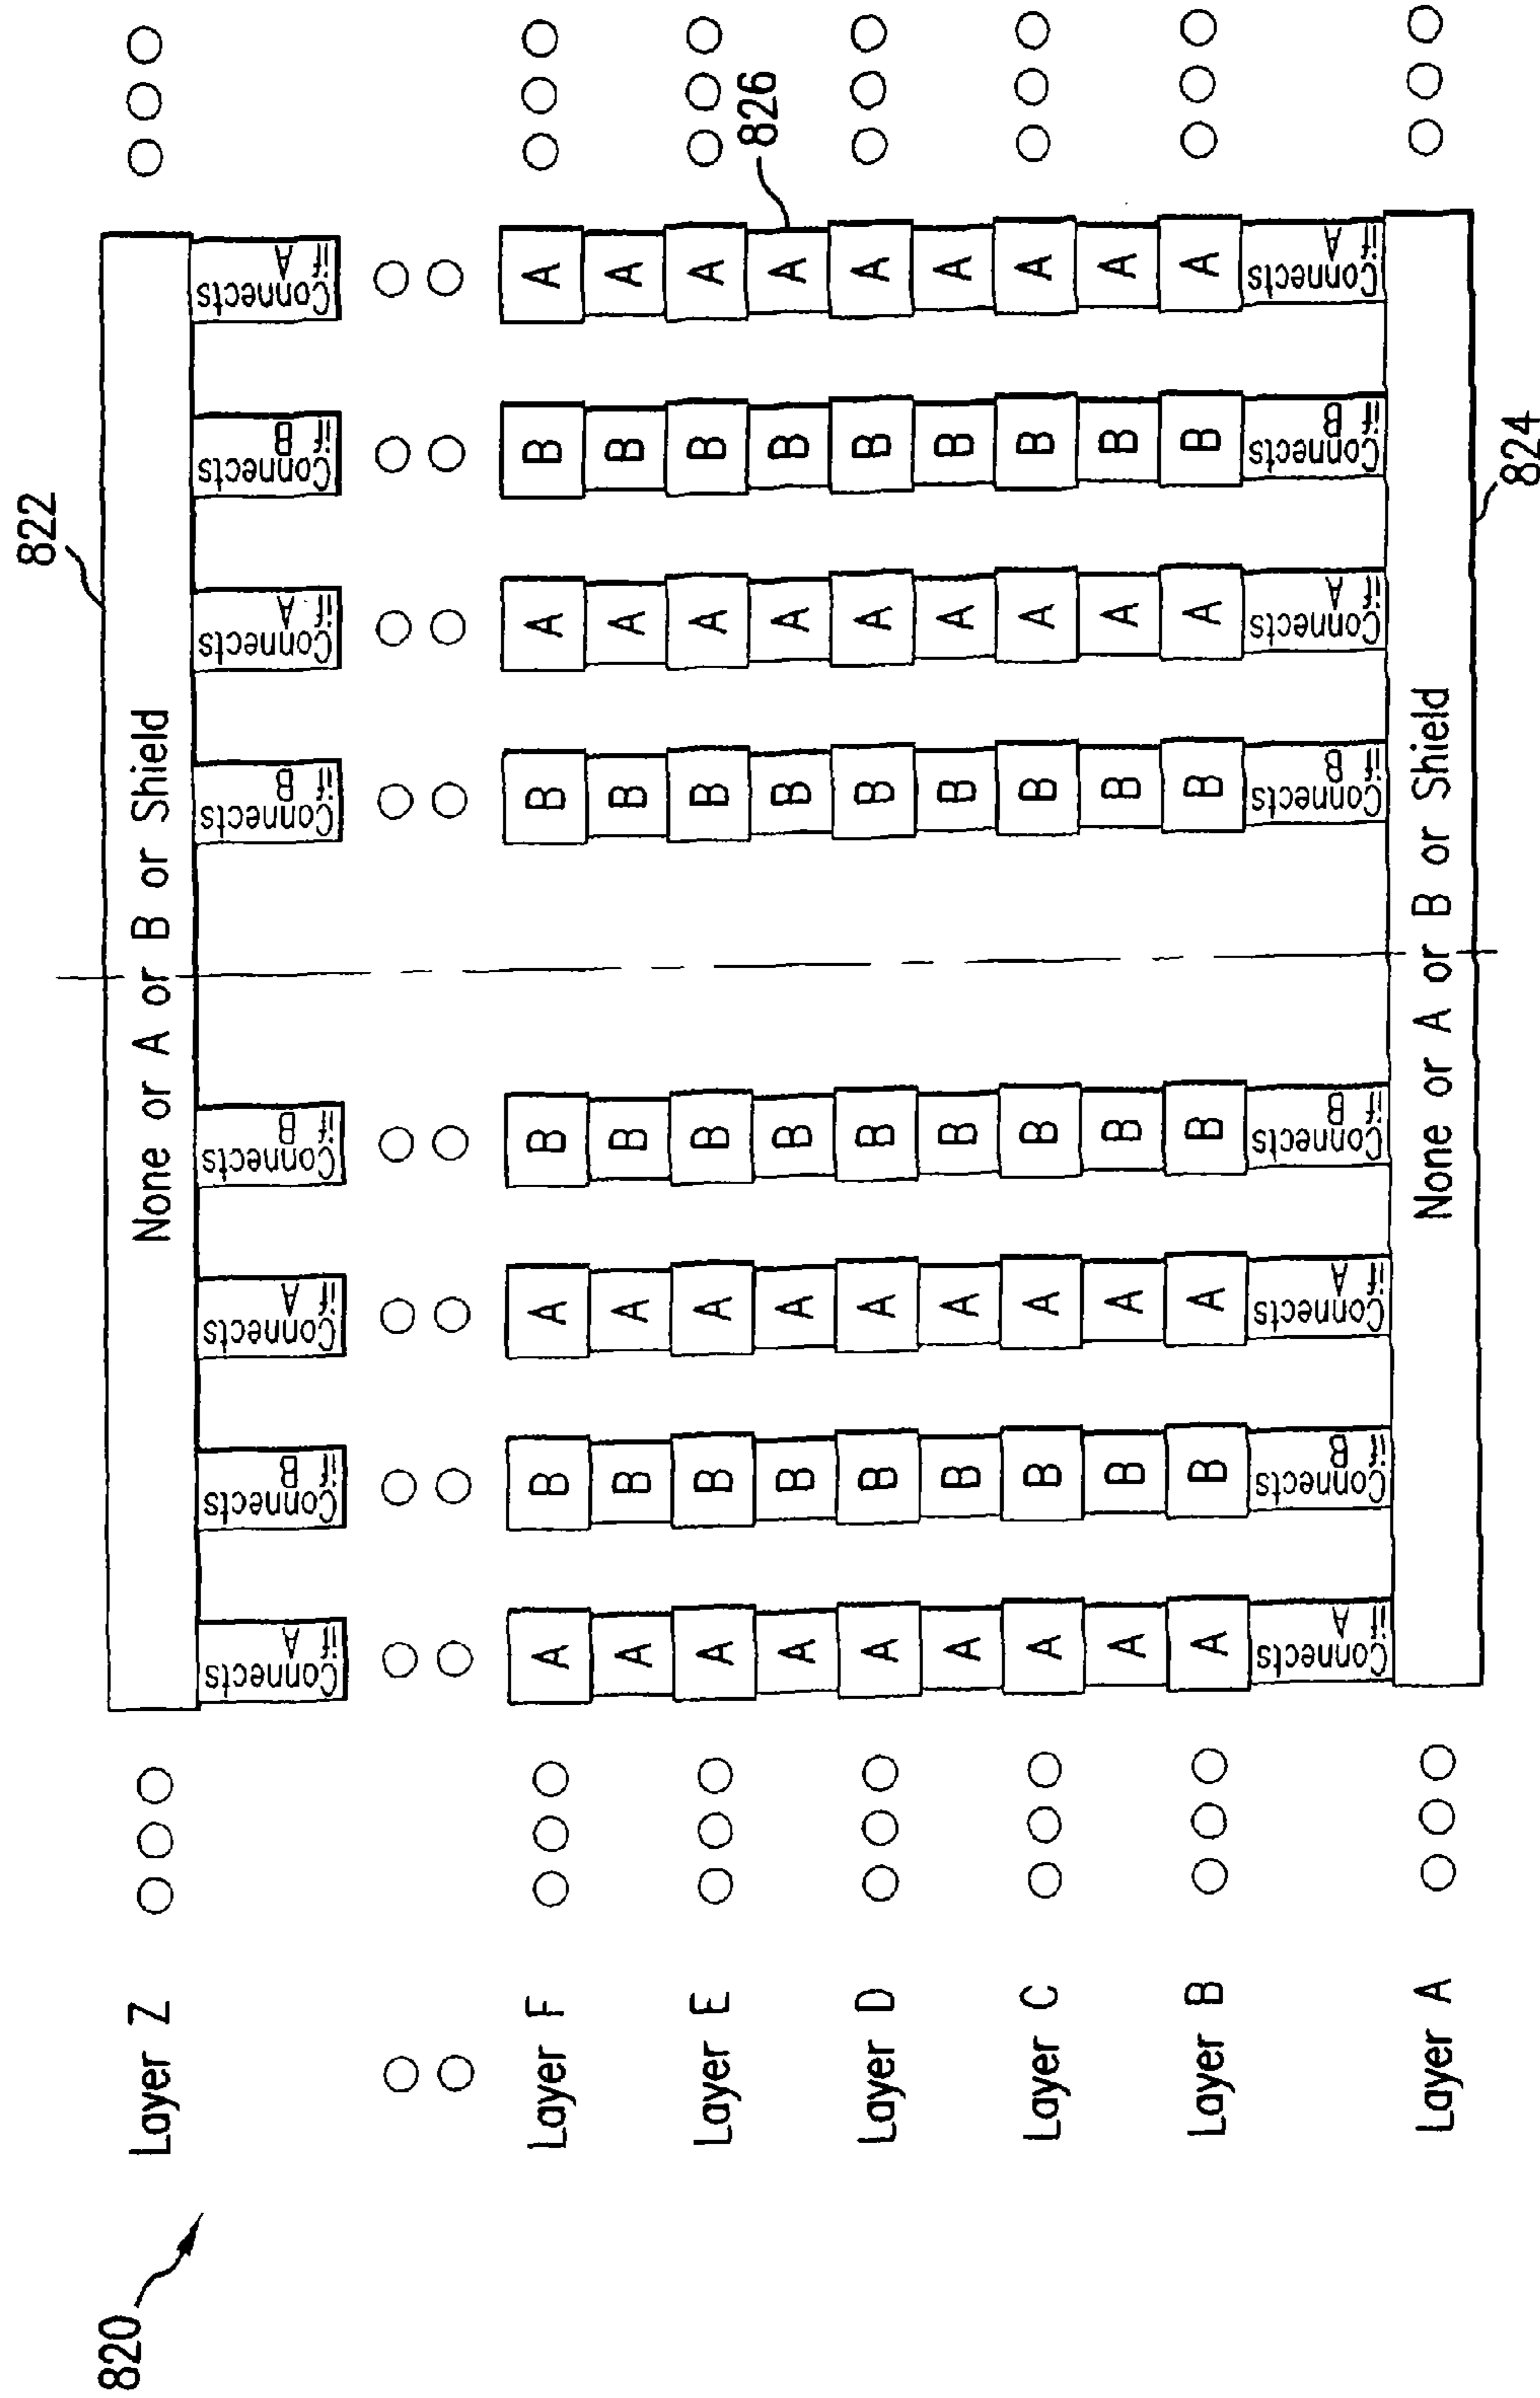 820
822
Layer Z None or A or B or Shield
Connects if A
Connects if B
Connects if A
Connects if B
Connects if B
Connects if A
Connects if B
Connects if A
Layer F A B A B B A B A
A B A B B A B A
Layer E A B A B B A B A
A B A B B A B A
826
Layer D A B A B B A B A
A B A B B A B A
Layer C A B A B B A B A
A B A B B A B A
Layer B A B A B B A B A
Connects if A
Connects if B
Connects if A
Connects if B
Connects if B
Connects if A
Connects if B
Connects if A
Layer A None or A or B or Shield
824